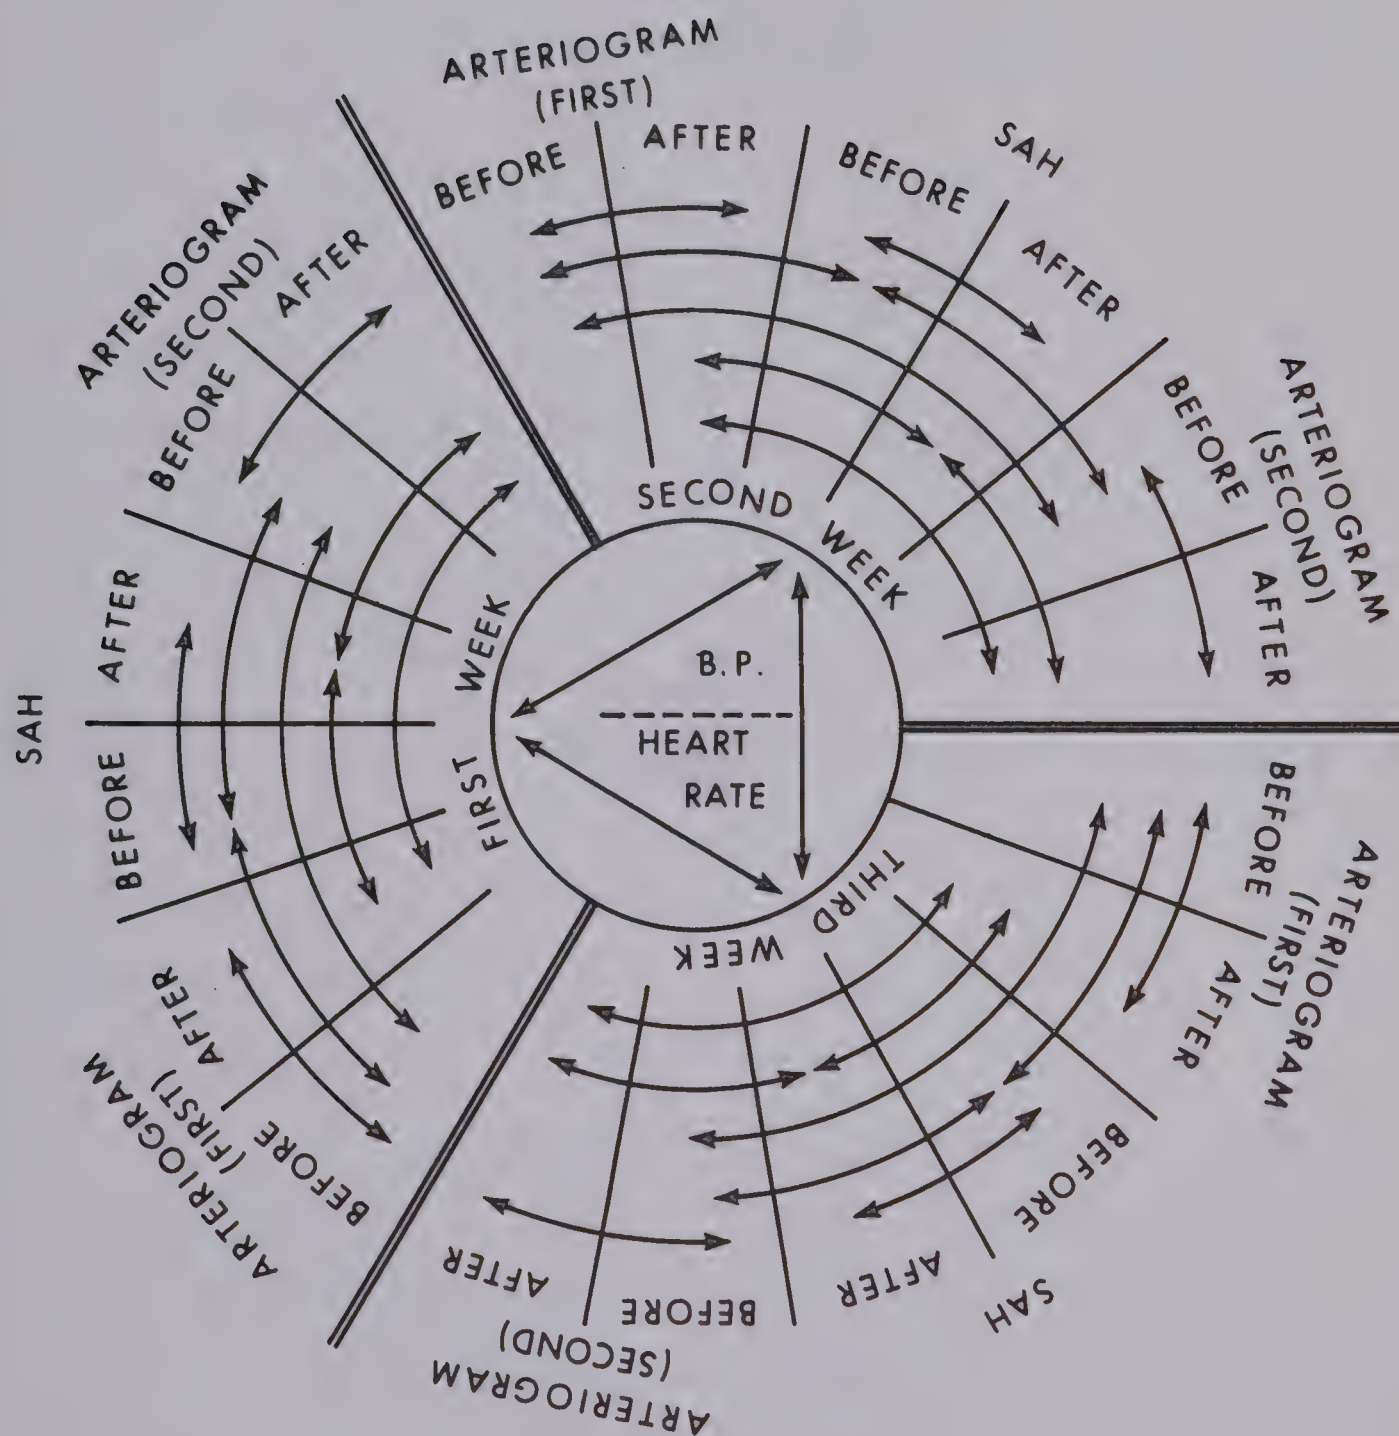 ARTERIOGRAM
(FIRST)
BEFORE
AFTER
SAH
BEFORE
AFTER
ARTERIOGRAM
(SECOND)
BEFORE
AFTER
SECOND WEEK
ARTERIOGRAM
(FIRST)
BEFORE
AFTER
SAH
BEFORE
AFTER
ARTERIOGRAM
(SECOND)
BEFORE
AFTER
THIRD WEEK
ARTERIOGRAM
(FIRST)
BEFORE
AFTER
SAH
BEFORE
AFTER
ARTERIOGRAM
(SECOND)
BEFORE
AFTER
FIRST WEEK
B.P.
HEART
RATE